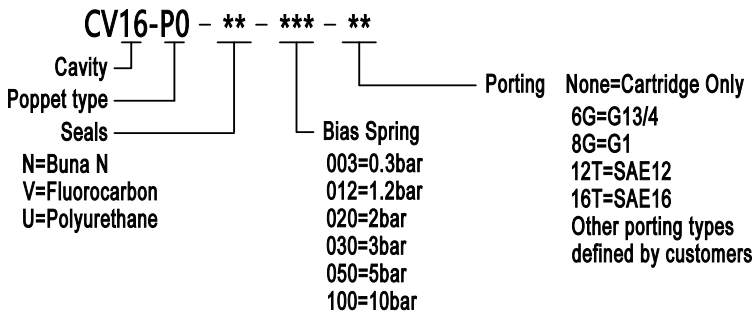 CV16-P0 - ** - *** - **
Cavity
Poppet type
Seals
N=Buna N
V=Fluorocarbon
U=Polyurethane
Bias Spring
003=0.3bar
012=1.2bar
020=2bar
030=3bar
050=5bar
100=10bar
Porting None=Cartridge Only
6G=G13/4
8G=G1
12T=SAE12
16T=SAE16
Other porting types
defined by customers